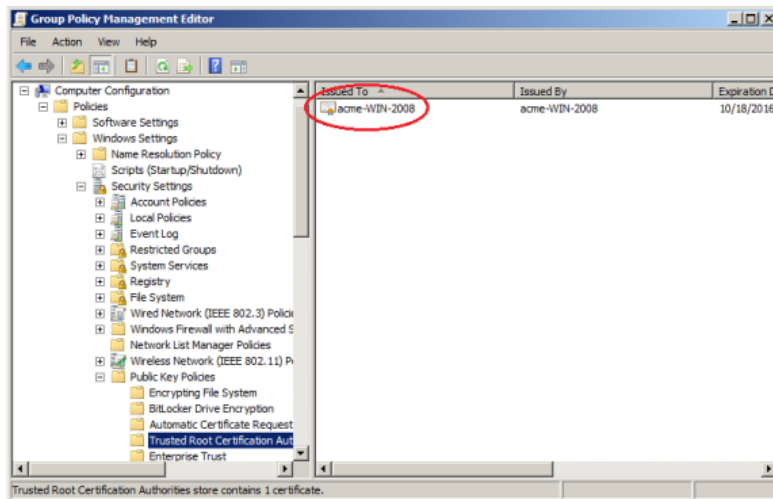 Group Policy Management Editor
File Action View Help
Computer Configuration
Policies
Software Settings
Windows Settings
Name Resolution Policy
Scripts (Startup/Shutdown)
Security Settings
Account Policies
Local Policies
Event Log
Restricted Groups
System Services
Registry
File System
Wired Network (IEEE 802.3) Policie
Windows Firewall with Advanced S
Network List Manager Policies
Wireless Network (IEEE 802.11) P
Public Key Policies
Encrypting File System
BitLocker Drive Encryption
Automatic Certificate Request
Trusted Root Certification Aut
Enterprise Trust
Issued To Issued By Expiration D
acme-WIN-2008 acme-WIN-2008 10/18/2016
Trusted Root Certification Authorities store contains 1 certificate.